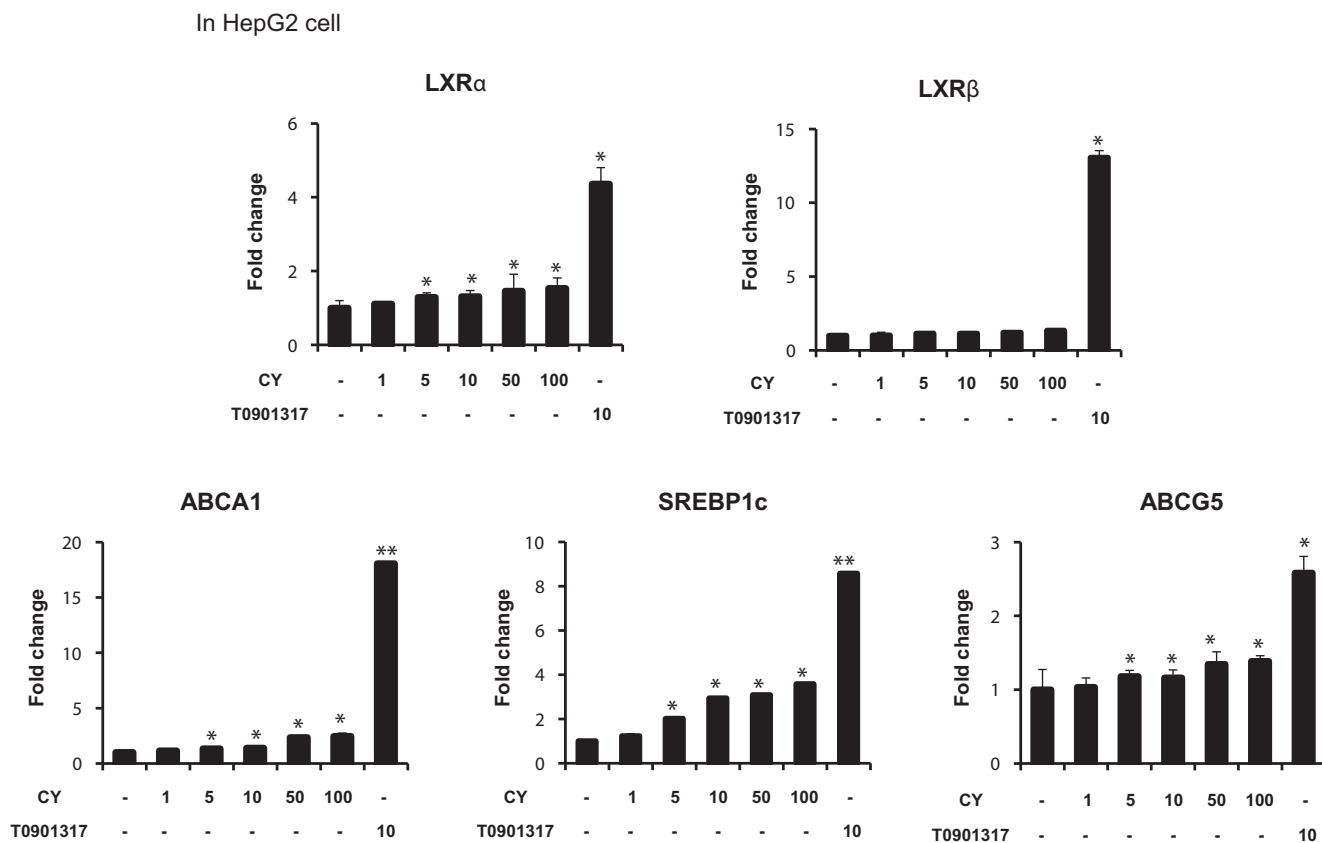 In HepG2 cell
LXRα
Fold change
6
4
2
0
*
*
*
*
*
CY - 1 5 10 50 100 -
T0901317 - - - - - - 10
LXRβ
Fold change
15
10
5
0
*
CY - 1 5 10 50 100 -
T0901317 - - - - - - 10
ABCA1
Fold change
20
15
10
5
0
*
*
*
*
**
CY - 1 5 10 50 100 -
T0901317 - - - - - - 10
SREBP1c
Fold change
10
8
6
4
2
0
*
*
*
*
**
CY - 1 5 10 50 100 -
T0901317 - - - - - - 10
ABCG5
Fold change
3
2
1
0
*
*
*
*
*
CY - 1 5 10 50 100 -
T0901317 - - - - - - 10